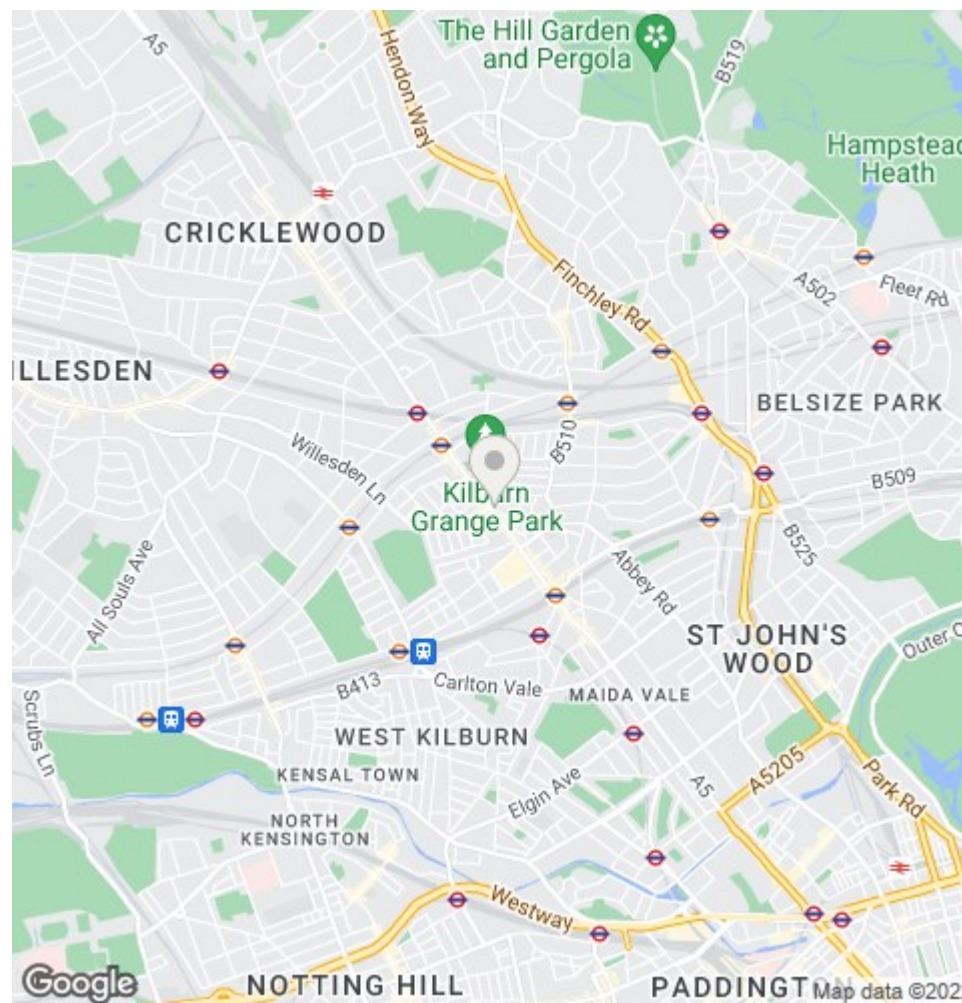 The Hill Garden
and Pergola
A5
B519
Hendon Way
Hampstead
Heath
CRICKLEWOOD
Finchley Rd
A502
Fleet Rd
ILLESDEN
BELSIZE PARK
B510
Willesden Ln
B509
Kilburn
Grange Park
B525
All Souls Ave
Abbey Rd
ST JOHN'S
WOOD
Outer C
B413
Carlton Vale
MAIDA VALE
Scrubs Ln
WEST KILBURN
KENSAL TOWN
A5205
Elgin Ave
A5
Park Rd
NORTH
KENSINGTON
Westway
Google
NOTTING HILL
PADDINGT
Map data ©202